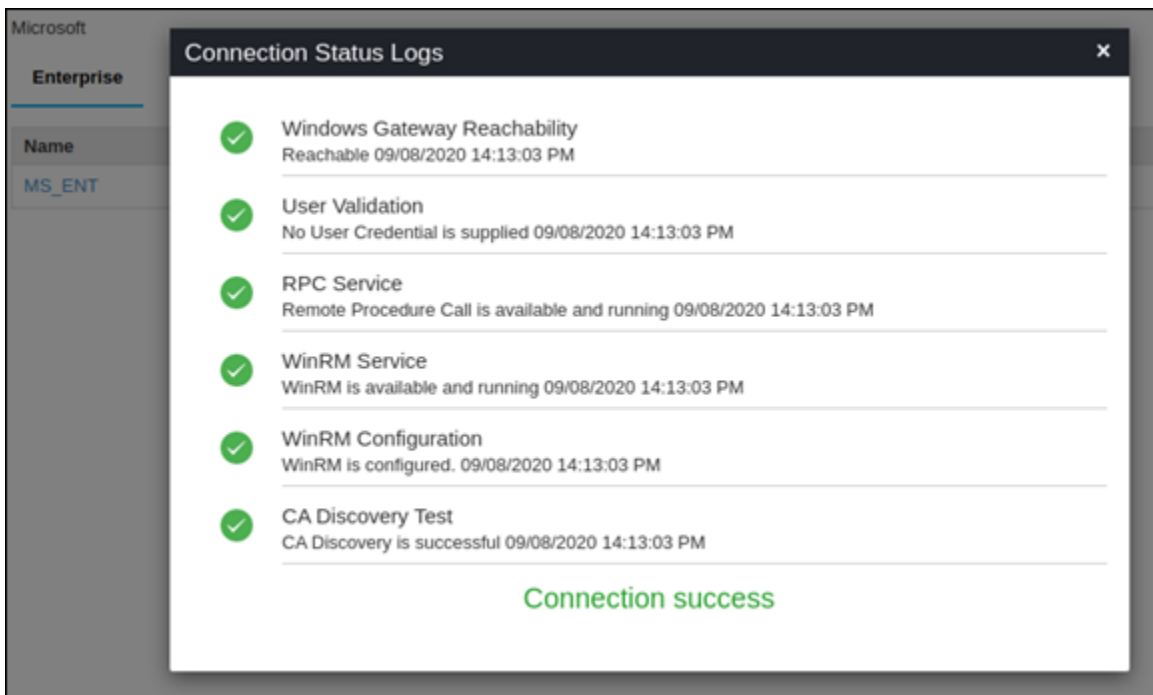 Microsoft
Connection Status Logs
×
Enterprise
Name
MS_ENT
Windows Gateway Reachability
Reachable 09/08/2020 14:13:03 PM
User Validation
No User Credential is supplied 09/08/2020 14:13:03 PM
RPC Service
Remote Procedure Call is available and running 09/08/2020 14:13:03 PM
WinRM Service
WinRM is available and running 09/08/2020 14:13:03 PM
WinRM Configuration
WinRM is configured. 09/08/2020 14:13:03 PM
CA Discovery Test
CA Discovery is successful 09/08/2020 14:13:03 PM
Connection success